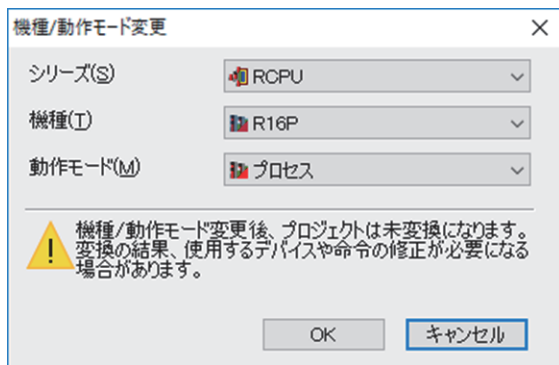 機種/動作モード変更
シリーズ(S) RCPU
機種(T) R16P
動作モード(M) プロセス
機種/動作モード変更後、プロジェクトは未変換になります。
変換の結果、使用するデバイスや命令の修正が必要になる
場合があります。
OK キャンセル